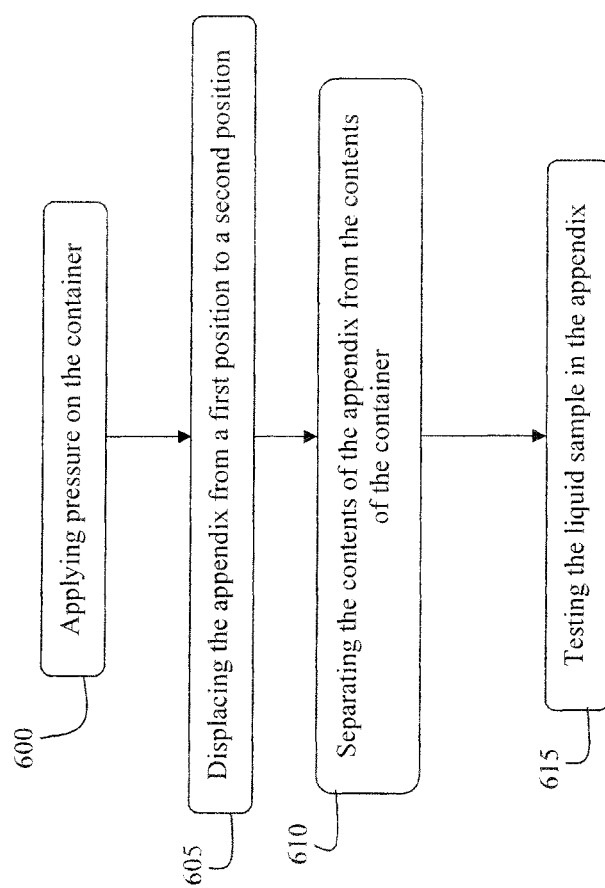 Applying pressure on the container
600
Displacing the appendix from a first position to a second position
605
Separating the contents of the appendix from the contents
of the container
610
Testing the liquid sample in the appendix
615